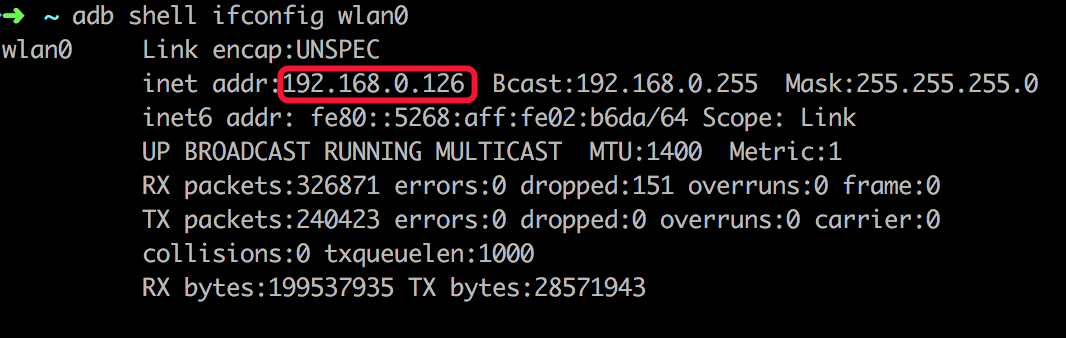 ➜ ~ adb shell ifconfig wlan0
wlan0 Link encap:UNSPEC
inet addr:192.168.0.126 Bcast:192.168.0.255 Mask:255.255.255.0
inet6 addr: fe80::5268:aff:fe02:b6da/64 Scope: Link
UP BROADCAST RUNNING MULTICAST MTU:1400 Metric:1
RX packets:326871 errors:0 dropped:151 overruns:0 frame:0
TX packets:240423 errors:0 dropped:0 overruns:0 carrier:0
collisions:0 txqueuelen:1000
RX bytes:199537935 TX bytes:28571943